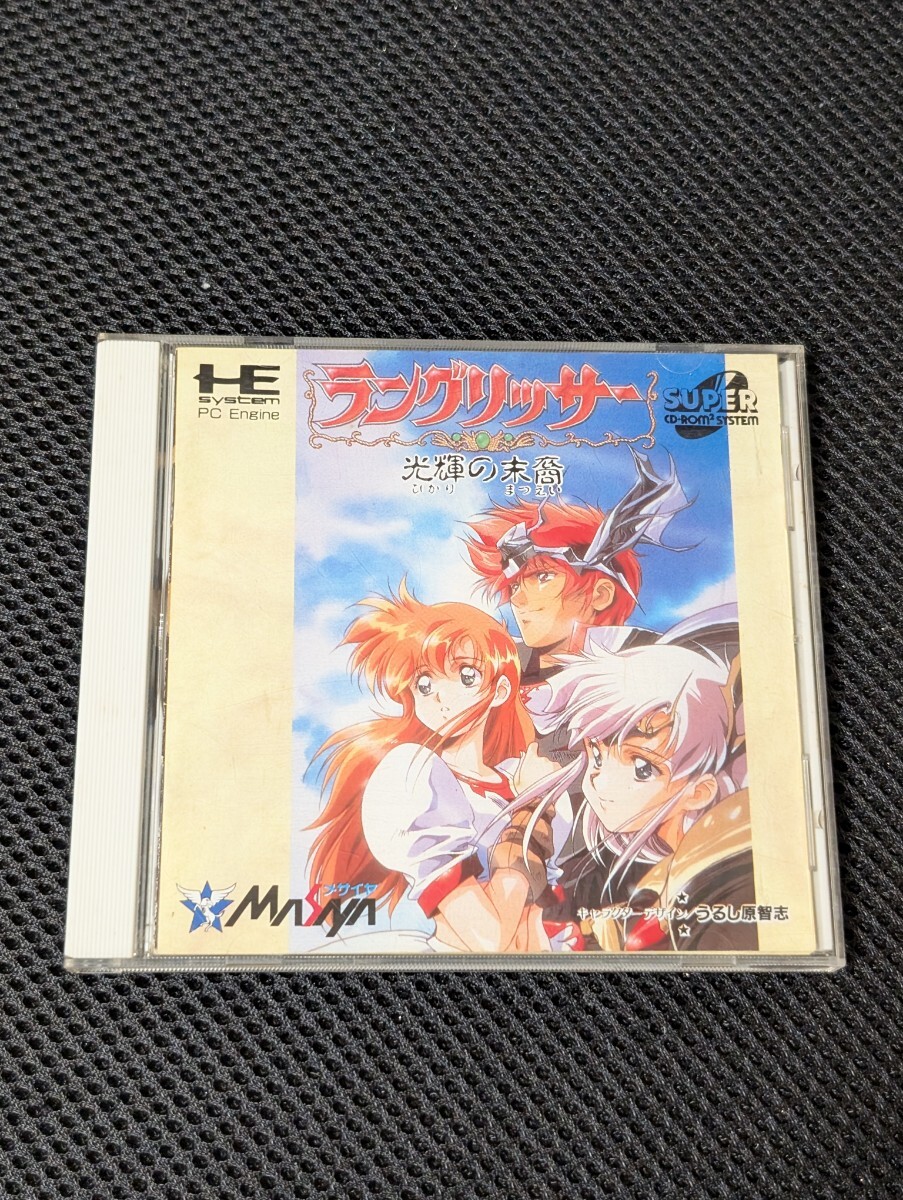 HE
system
PC Engine
ラングリッサー
SUPER
CD-ROM² SYSTEM
光輝の末裔
ひかり まつえい
メサイヤ
MASAYA
キャラクターデザイン/うるし原智志